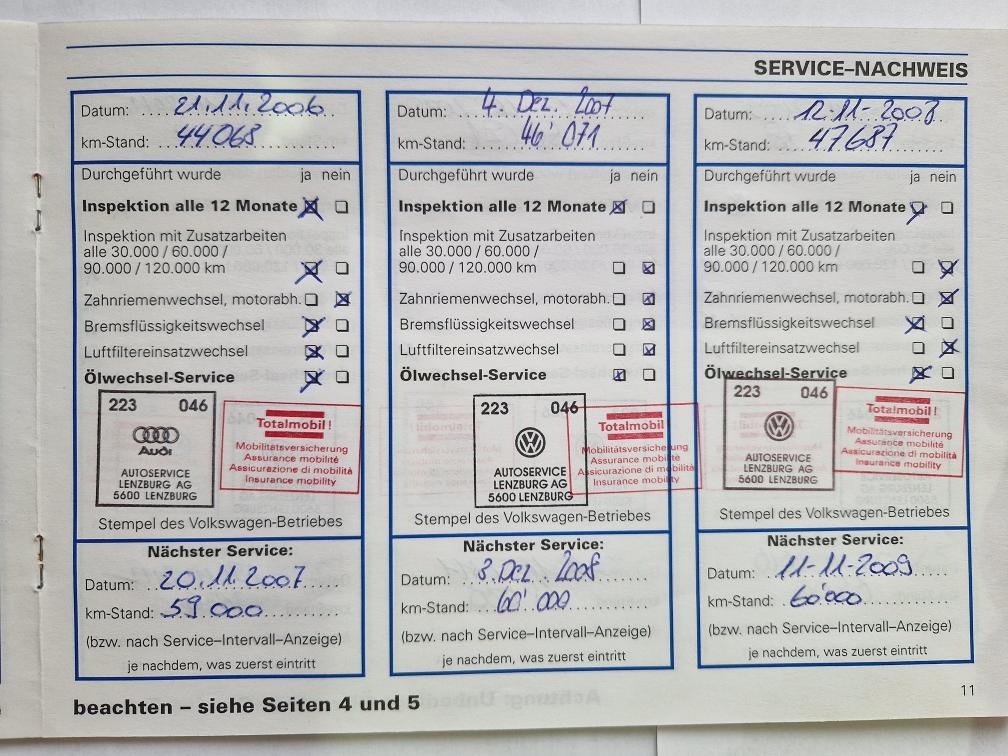 SERVICE–NACHWEIS
Datum: 21.11.2006
km-Stand: 44068
Durchgeführt wurde ja nein
Inspektion alle 12 Monate
Inspektion mit Zusatzarbeiten
alle 30.000 / 60.000 /
90.000 / 120.000 km
Zahnriemenwechsel, motorabh.
Bremsflüssigkeitswechsel
Luftfiltereinsatzwechsel
Ölwechsel-Service
223 046
Audi
AUTOSERVICE
LENZBURG AG
5600 LENZBURG
Totalmobil!
Mobilitätsversicherung
Assurance mobilité
Assicurazione di mobilità
Insurance mobility
Stempel des Volkswagen-Betriebes
Nächster Service:
Datum: 20.11.2007
km-Stand: 59000
(bzw. nach Service–Intervall–Anzeige)
je nachdem, was zuerst eintritt
Datum: 4. Dez. 2007
km-Stand: 46'071
Durchgeführt wurde ja nein
Inspektion alle 12 Monate
Inspektion mit Zusatzarbeiten
alle 30.000 / 60.000 /
90.000 / 120.000 km
Zahnriemenwechsel, motorabh.
Bremsflüssigkeitswechsel
Luftfiltereinsatzwechsel
Ölwechsel-Service
223 046
AUTOSERVICE
LENZBURG AG
5600 LENZBURG
Totalmobil!
Mobilitätsversicherung
Assurance mobilité
Assicurazione di mobilità
Insurance mobility
Stempel des Volkswagen-Betriebes
Nächster Service:
Datum: 3. Dez. 2008
km-Stand: 60'000
(bzw. nach Service–Intervall–Anzeige)
je nachdem, was zuerst eintritt
Datum: 12-11-2008
km-Stand: 47687
Durchgeführt wurde ja nein
Inspektion alle 12 Monate
Inspektion mit Zusatzarbeiten
alle 30.000 / 60.000 /
90.000 / 120.000 km
Zahnriemenwechsel, motorabh.
Bremsflüssigkeitswechsel
Luftfiltereinsatzwechsel
Ölwechsel-Service
223 046
AUTOSERVICE
LENZBURG AG
5600 LENZBURG
Totalmobil!
Mobilitätsversicherung
Assurance mobilité
Assicurazione di mobilità
Insurance mobility
Stempel des Volkswagen-Betriebes
Nächster Service:
Datum: 11-11-2009
km-Stand: 60'000
(bzw. nach Service–Intervall–Anzeige)
je nachdem, was zuerst eintritt
beachten – siehe Seiten 4 und 5
11